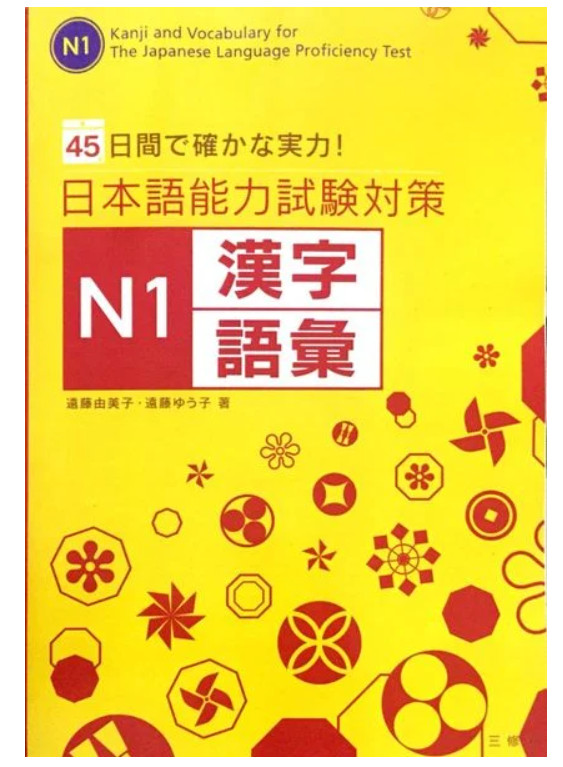 N1
Kanji and Vocabulary for
The Japanese Language Proficiency Test
45日間で確かな実力!
日本語能力試験対策
N1
漢字
語彙
遠藤由美子・遠藤ゆう子 著
三修